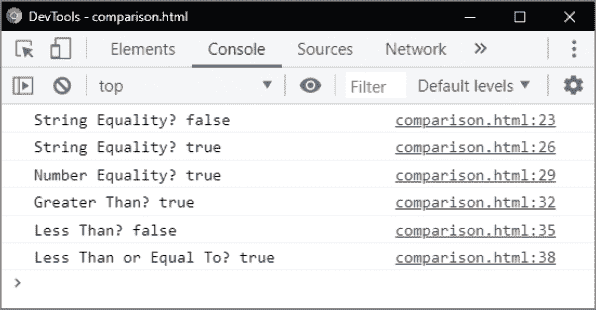 DevTools - comparison.html
Elements Console Sources Network »
top Filter Default levels
String Equality? false comparison.html:23
String Equality? true comparison.html:26
Number Equality? true comparison.html:29
Greater Than? true comparison.html:32
Less Than? false comparison.html:35
Less Than or Equal To? true comparison.html:38
>